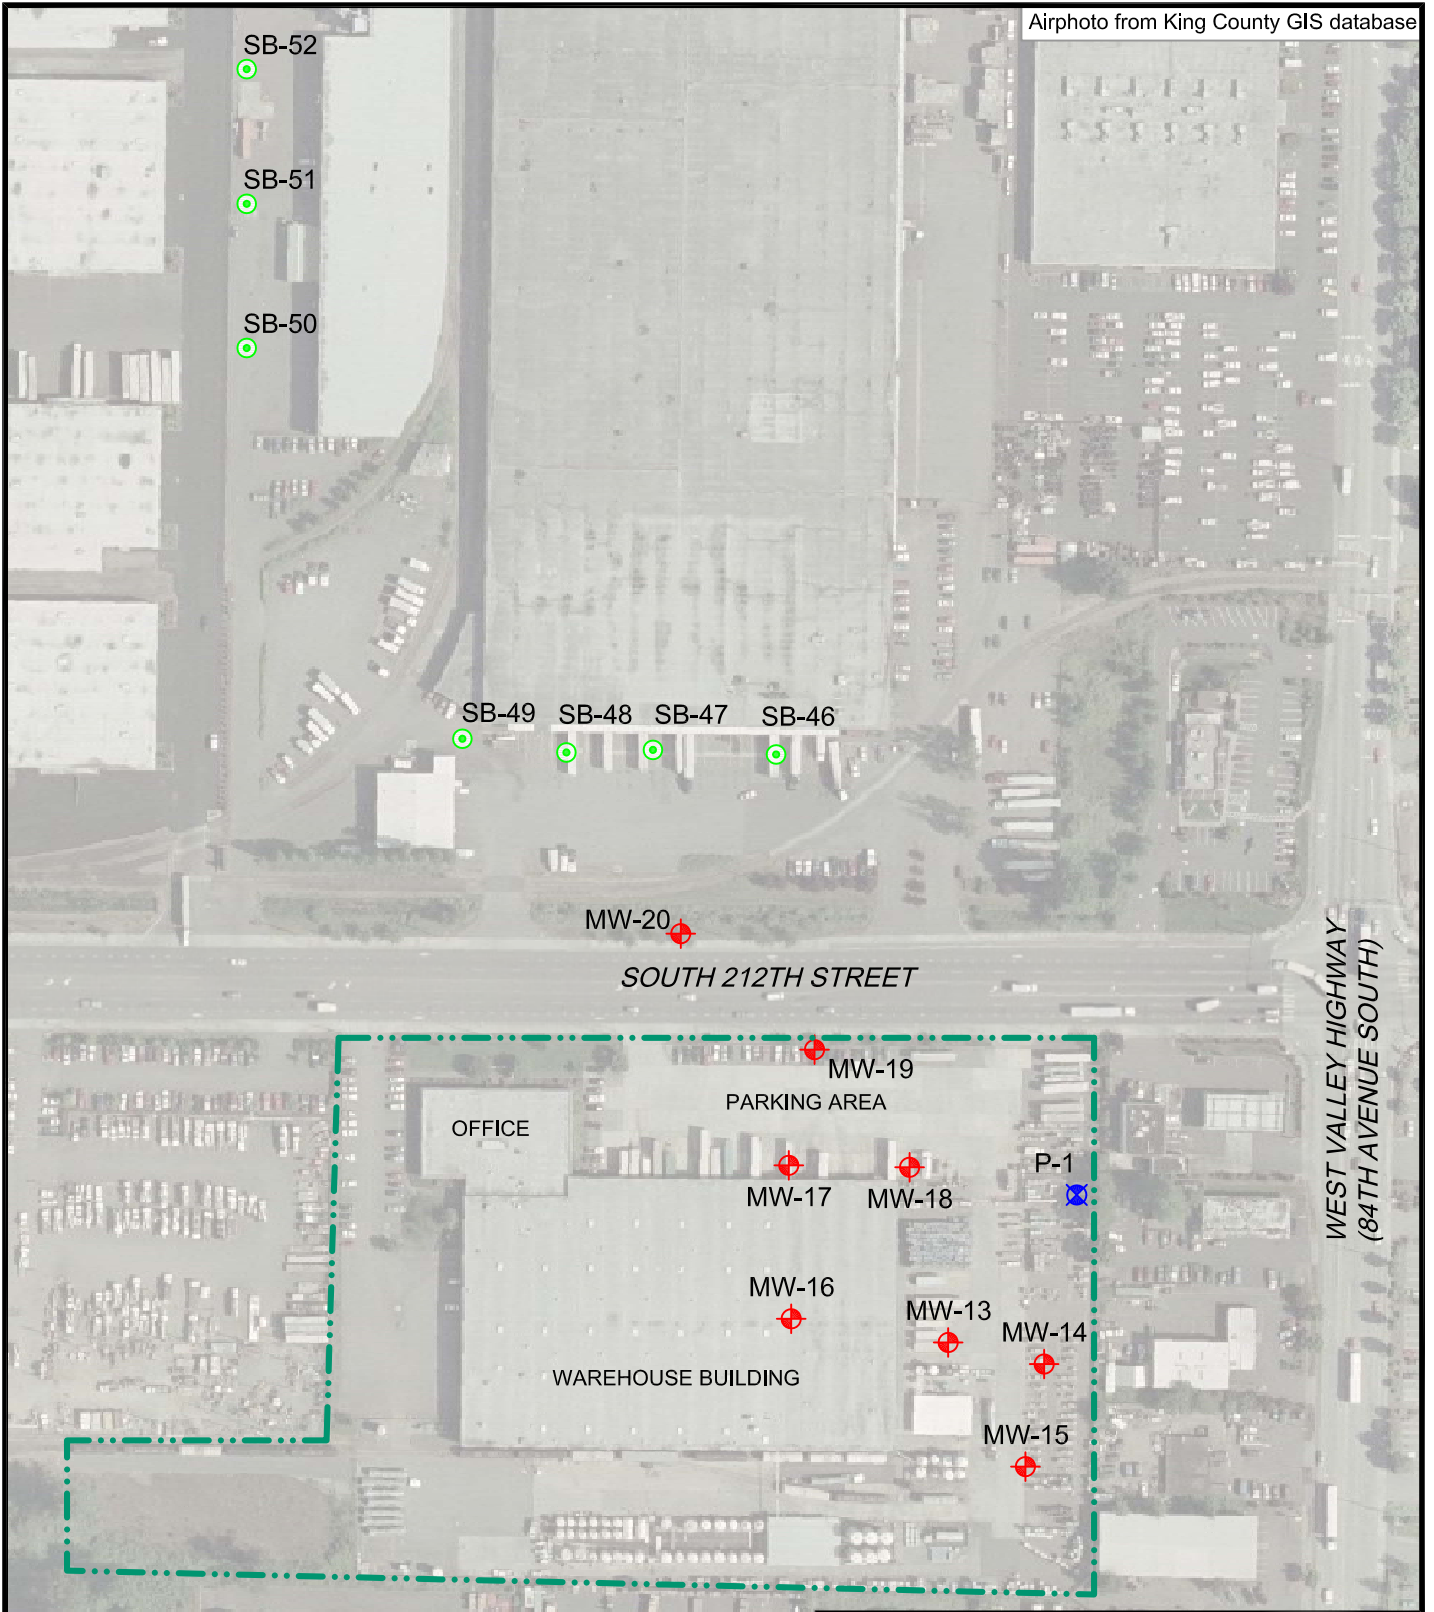 Airphoto from King County GIS database
SB-52
SB-51
SB-50
SB-49
SB-48
SB-47
SB-46
MW-20
SOUTH 212TH STREET
WEST VALLEY HIGHWAY
(84TH AVENUE SOUTH)
MW-19
PARKING AREA
OFFICE
P-1
MW-17
MW-18
MW-16
MW-13
MW-14
WAREHOUSE BUILDING
MW-15